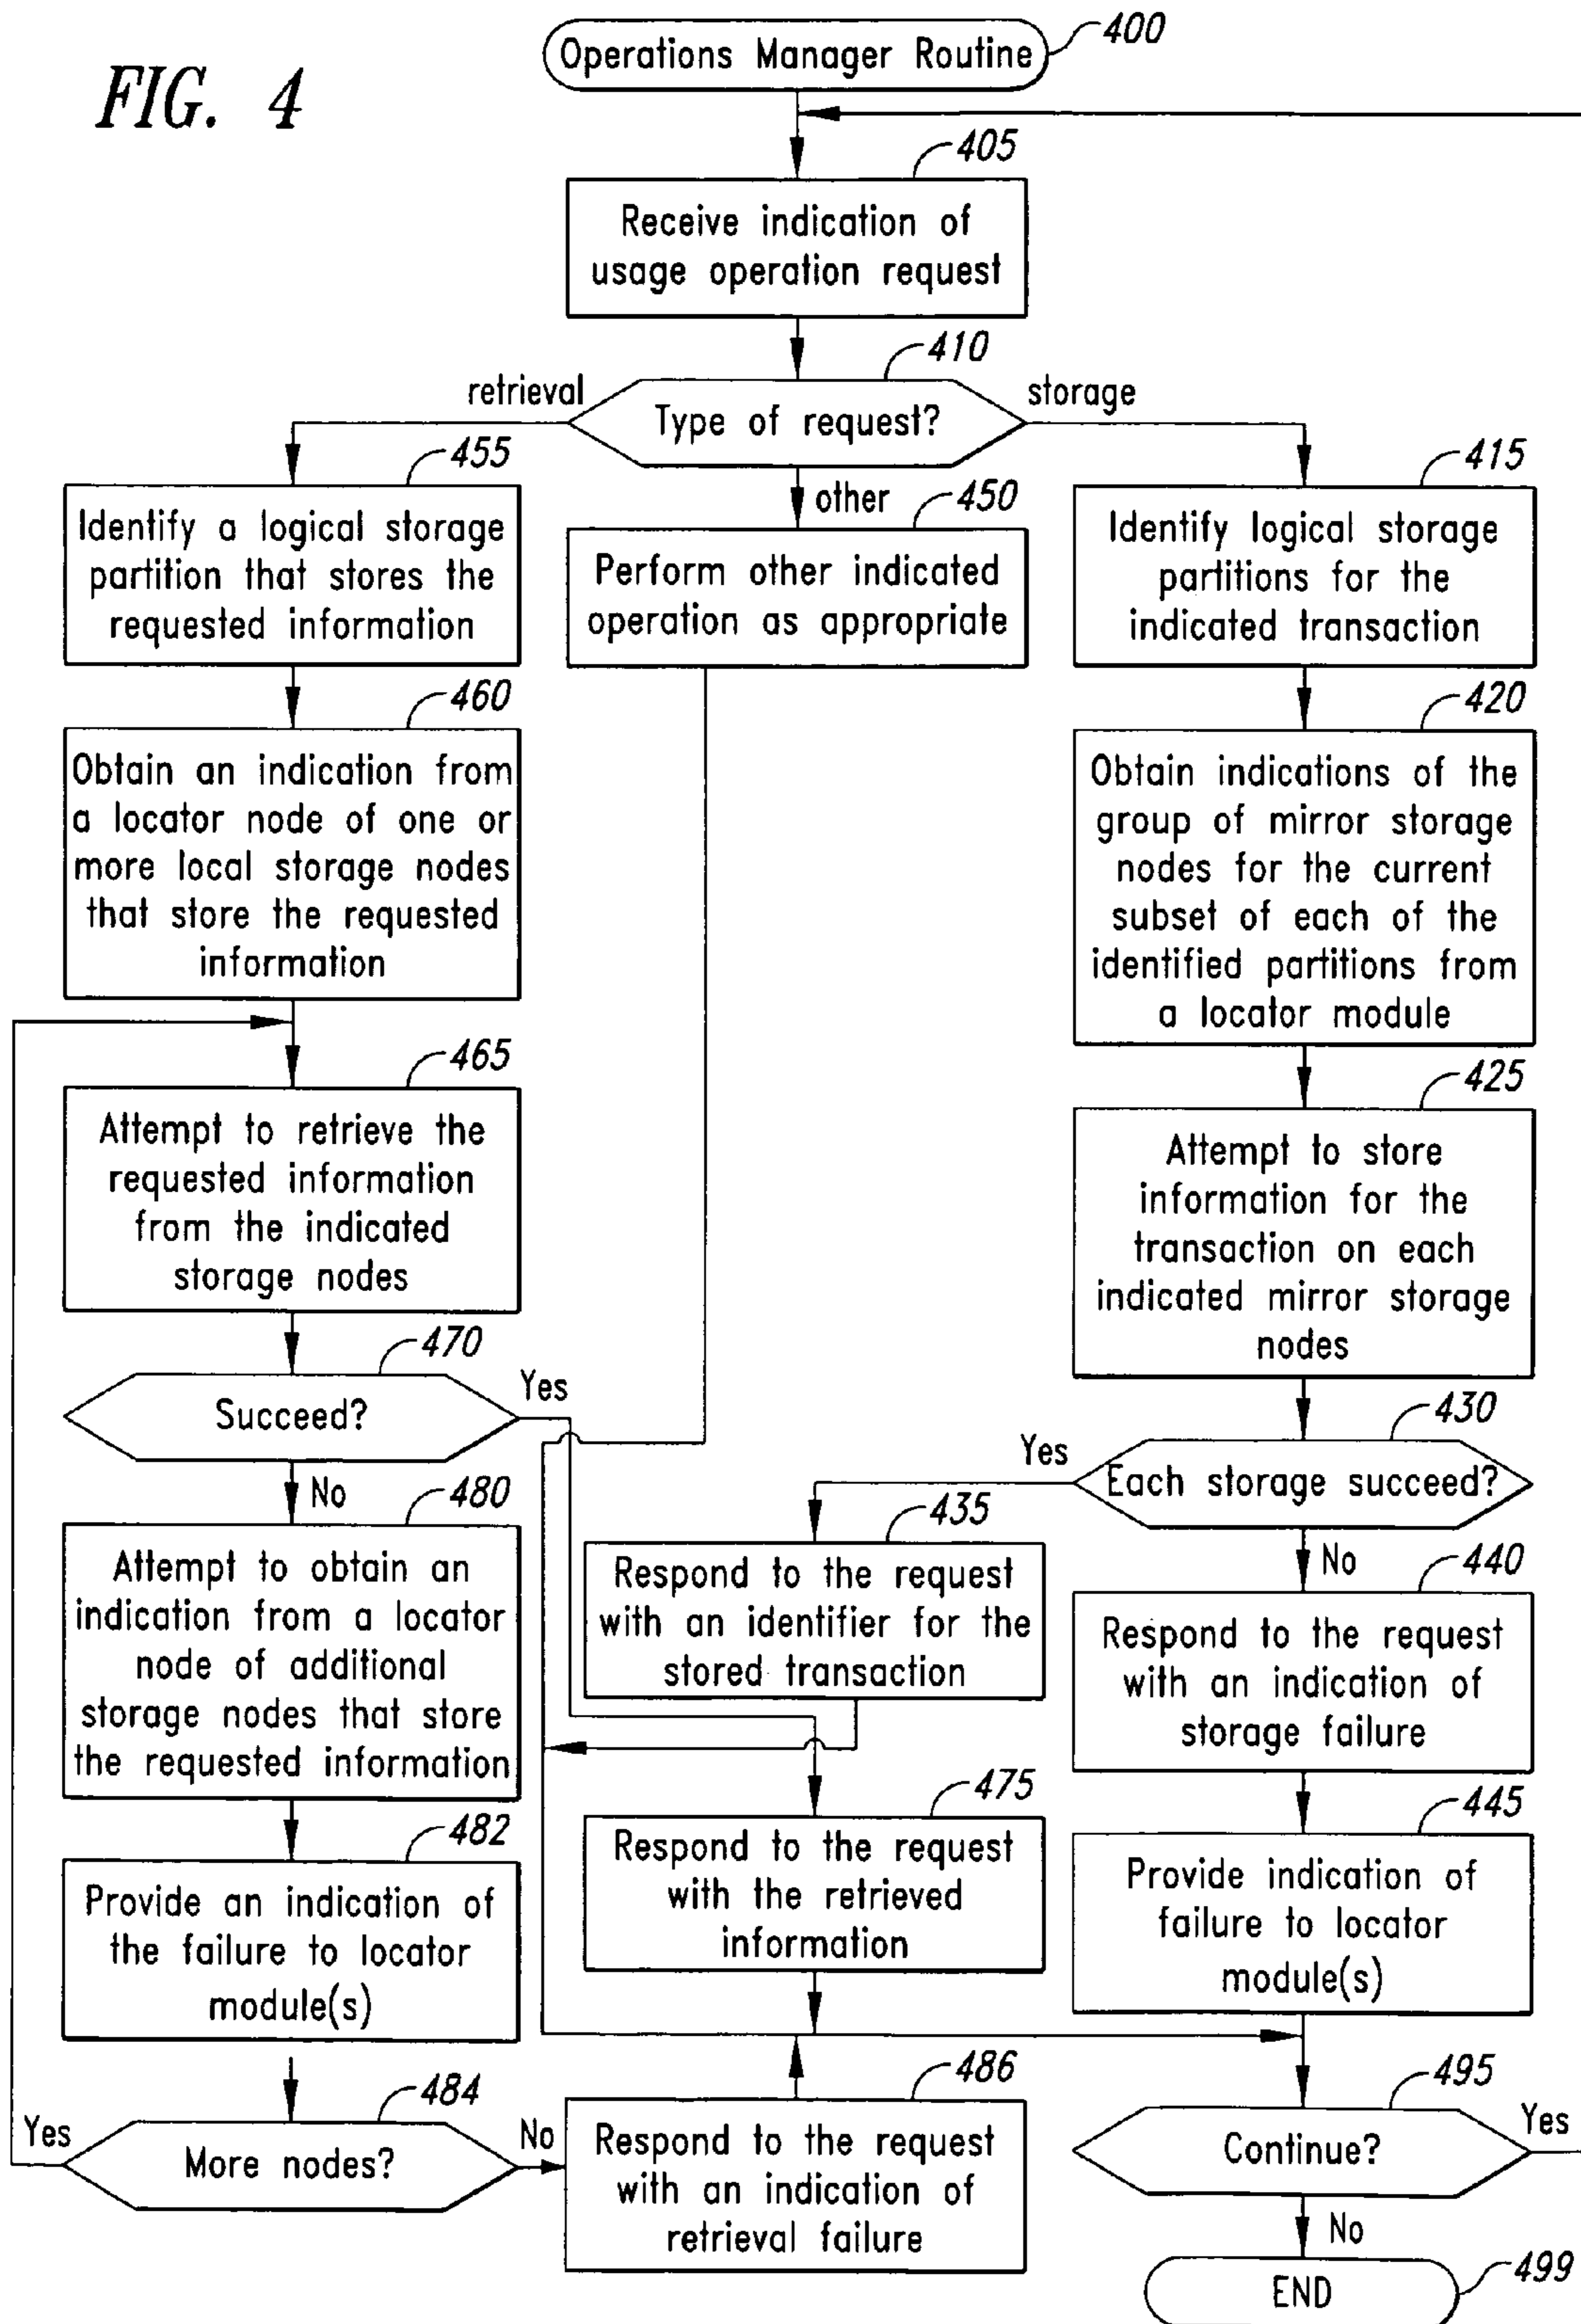 FIG. 4
Operations Manager Routine
400
405
Receive indication of
usage operation request
410
retrieval
Type of request?
storage
455
Identify a logical storage
partition that stores the
requested information
other
450
Perform other indicated
operation as appropriate
415
Identify logical storage
partitions for the
indicated transaction
460
Obtain an indication from
a locator node of one or
more local storage nodes
that store the requested
information
420
Obtain indications of the
group of mirror storage
nodes for the current
subset of each of the
identified partitions from
a locator module
465
Attempt to retrieve the
requested information
from the indicated
storage nodes
425
Attempt to store
information for the
transaction on each
indicated mirror storage
nodes
470
Succeed?
Yes
No
430
Each storage succeed?
Yes
No
480
Attempt to obtain an
indication from a locator
node of additional
storage nodes that store
the requested information
435
Respond to the request
with an identifier for the
stored transaction
440
Respond to the request
with an indication of
storage failure
482
Provide an indication of
the failure to locator
module(s)
475
Respond to the request
with the retrieved
information
445
Provide indication of
failure to locator
module(s)
484
Yes
More nodes?
No
486
Respond to the request
with an indication of
retrieval failure
495
Continue?
Yes
No
END
499